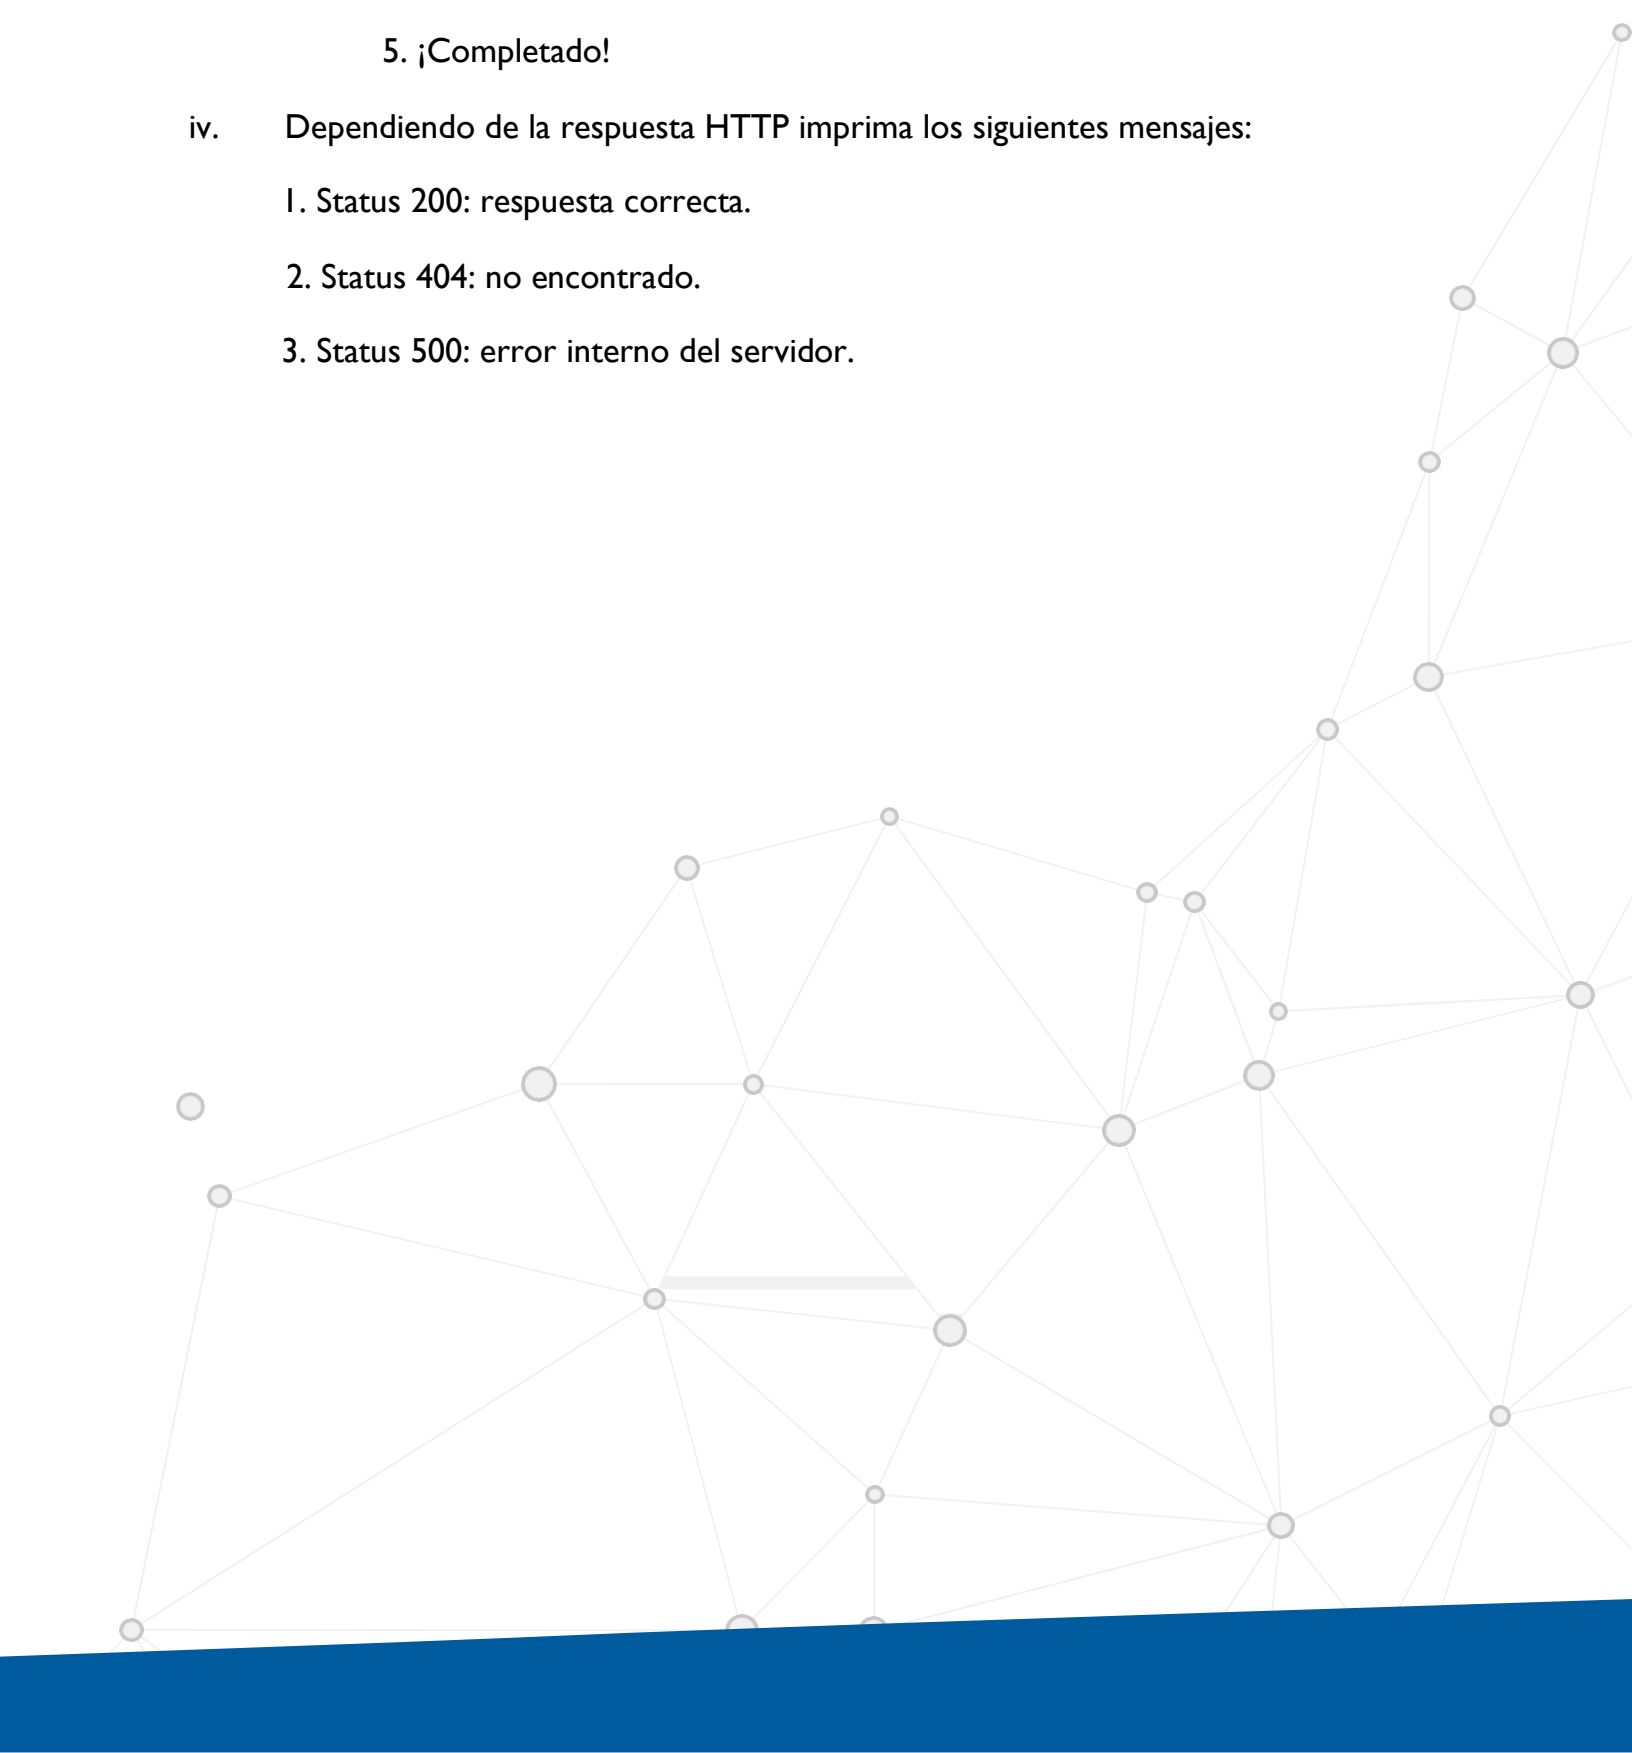 5. ¡Completado!
iv. Dependiendo de la respuesta HTTP imprima los siguientes mensajes:
1. Status 200: respuesta correcta.
2. Status 404: no encontrado.
3. Status 500: error interno del servidor.